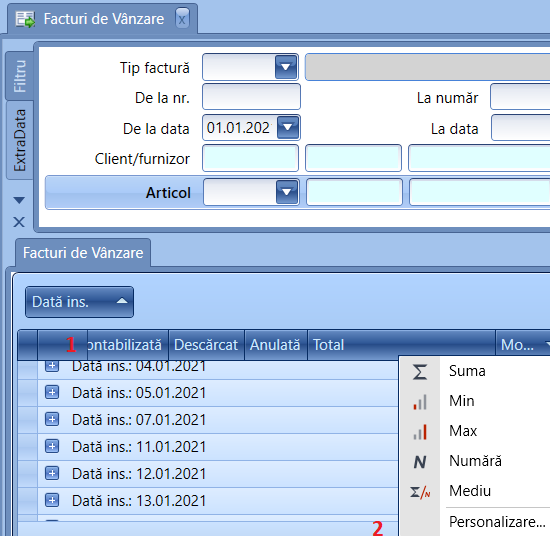 Facturi de Vânzare x
Filtru
ExtraData
Tip factură
De la nr. La număr
De la data 01.01.202 La data
Client/furnizor
Articol
Facturi de Vânzare
Dată ins.
1 ontabilizată Descărcat Anulată Total Mo...
Dată ins.: 04.01.2021
Dată ins.: 05.01.2021
Dată ins.: 07.01.2021
Dată ins.: 11.01.2021
Dată ins.: 12.01.2021
Dată ins.: 13.01.2021
2
Σ Suma
Min
Max
N Numără
Σ/N Mediu
Personalizare...